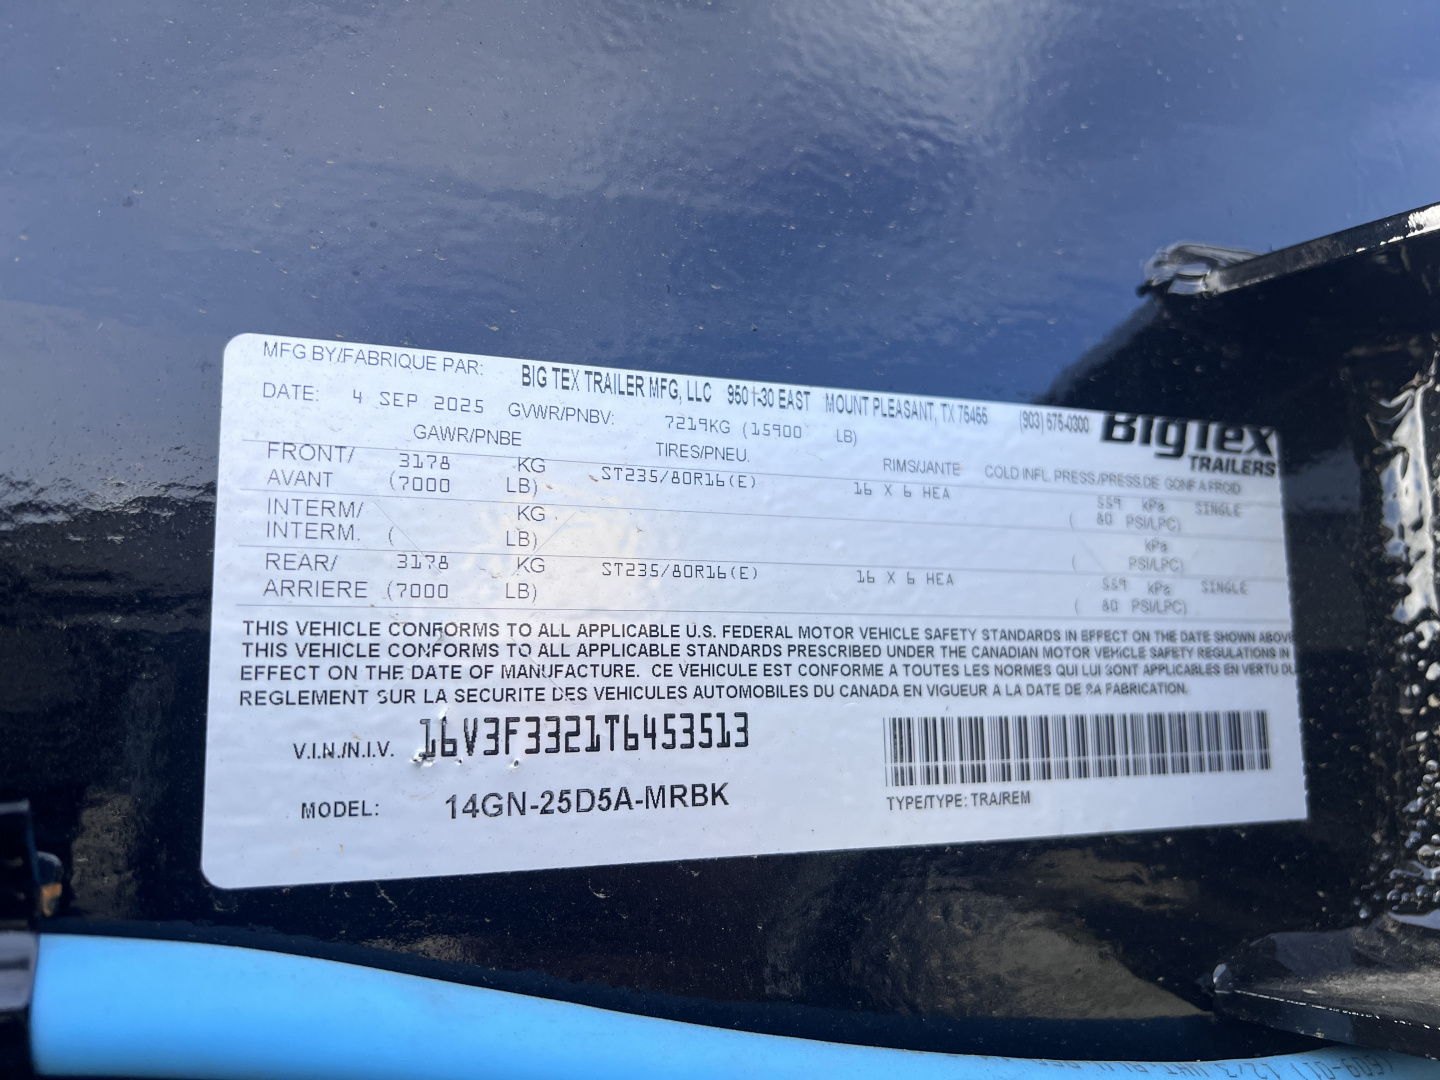 MFG BY/FABRIQUE PAR: BIG TEX TRAILER MFG, LLC 950 I-30 EAST MOUNT PLEASANT, TX 75455 (903) 575-0300
DATE: 4 SEP 2025 GVWR/PNBV: 7219KG (15900 LB)
BigTex
TRAILERS
GAWR/PNBE TIRES/PNEU. RIMS/JANTE COLD INFL. PRESS./PRESS.DE GONF A FROID
FRONT/ 3178 KG ST235/80R16(E) 16 X 6 HEA 559 kPa SINGLE
AVANT (7000 LB) ( 80 PSI/LPC)
INTERM/ KG kPa
INTERM. ( LB) ( PSI/LPC)
REAR/ 3178 KG ST235/80R16(E) 16 X 6 HEA 559 kPa SINGLE
ARRIERE (7000 LB) ( 80 PSI/LPC)
THIS VEHICLE CONFORMS TO ALL APPLICABLE U.S. FEDERAL MOTOR VEHICLE SAFETY STANDARDS IN EFFECT ON THE DATE SHOWN ABOVE
THIS VEHICLE CONFORMS TO ALL APPLICABLE STANDARDS PRESCRIBED UNDER THE CANADIAN MOTOR VEHICLE SAFETY REGULATIONS IN
EFFECT ON THE DATE OF MANUFACTURE. CE VEHICULE EST CONFORME A TOUTES LES NORMES QUI LUI SONT APPLICABLES EN VERTU DU
REGLEMENT SUR LA SECURITE DES VEHICULES AUTOMOBILES DU CANADA EN VIGUEUR A LA DATE DE SA FABRICATION.
V.I.N./N.I.V. 16V3F3321T6453513
MODEL: 14GN-25D5A-MRBK
TYPE/TYPE: TRA/REM